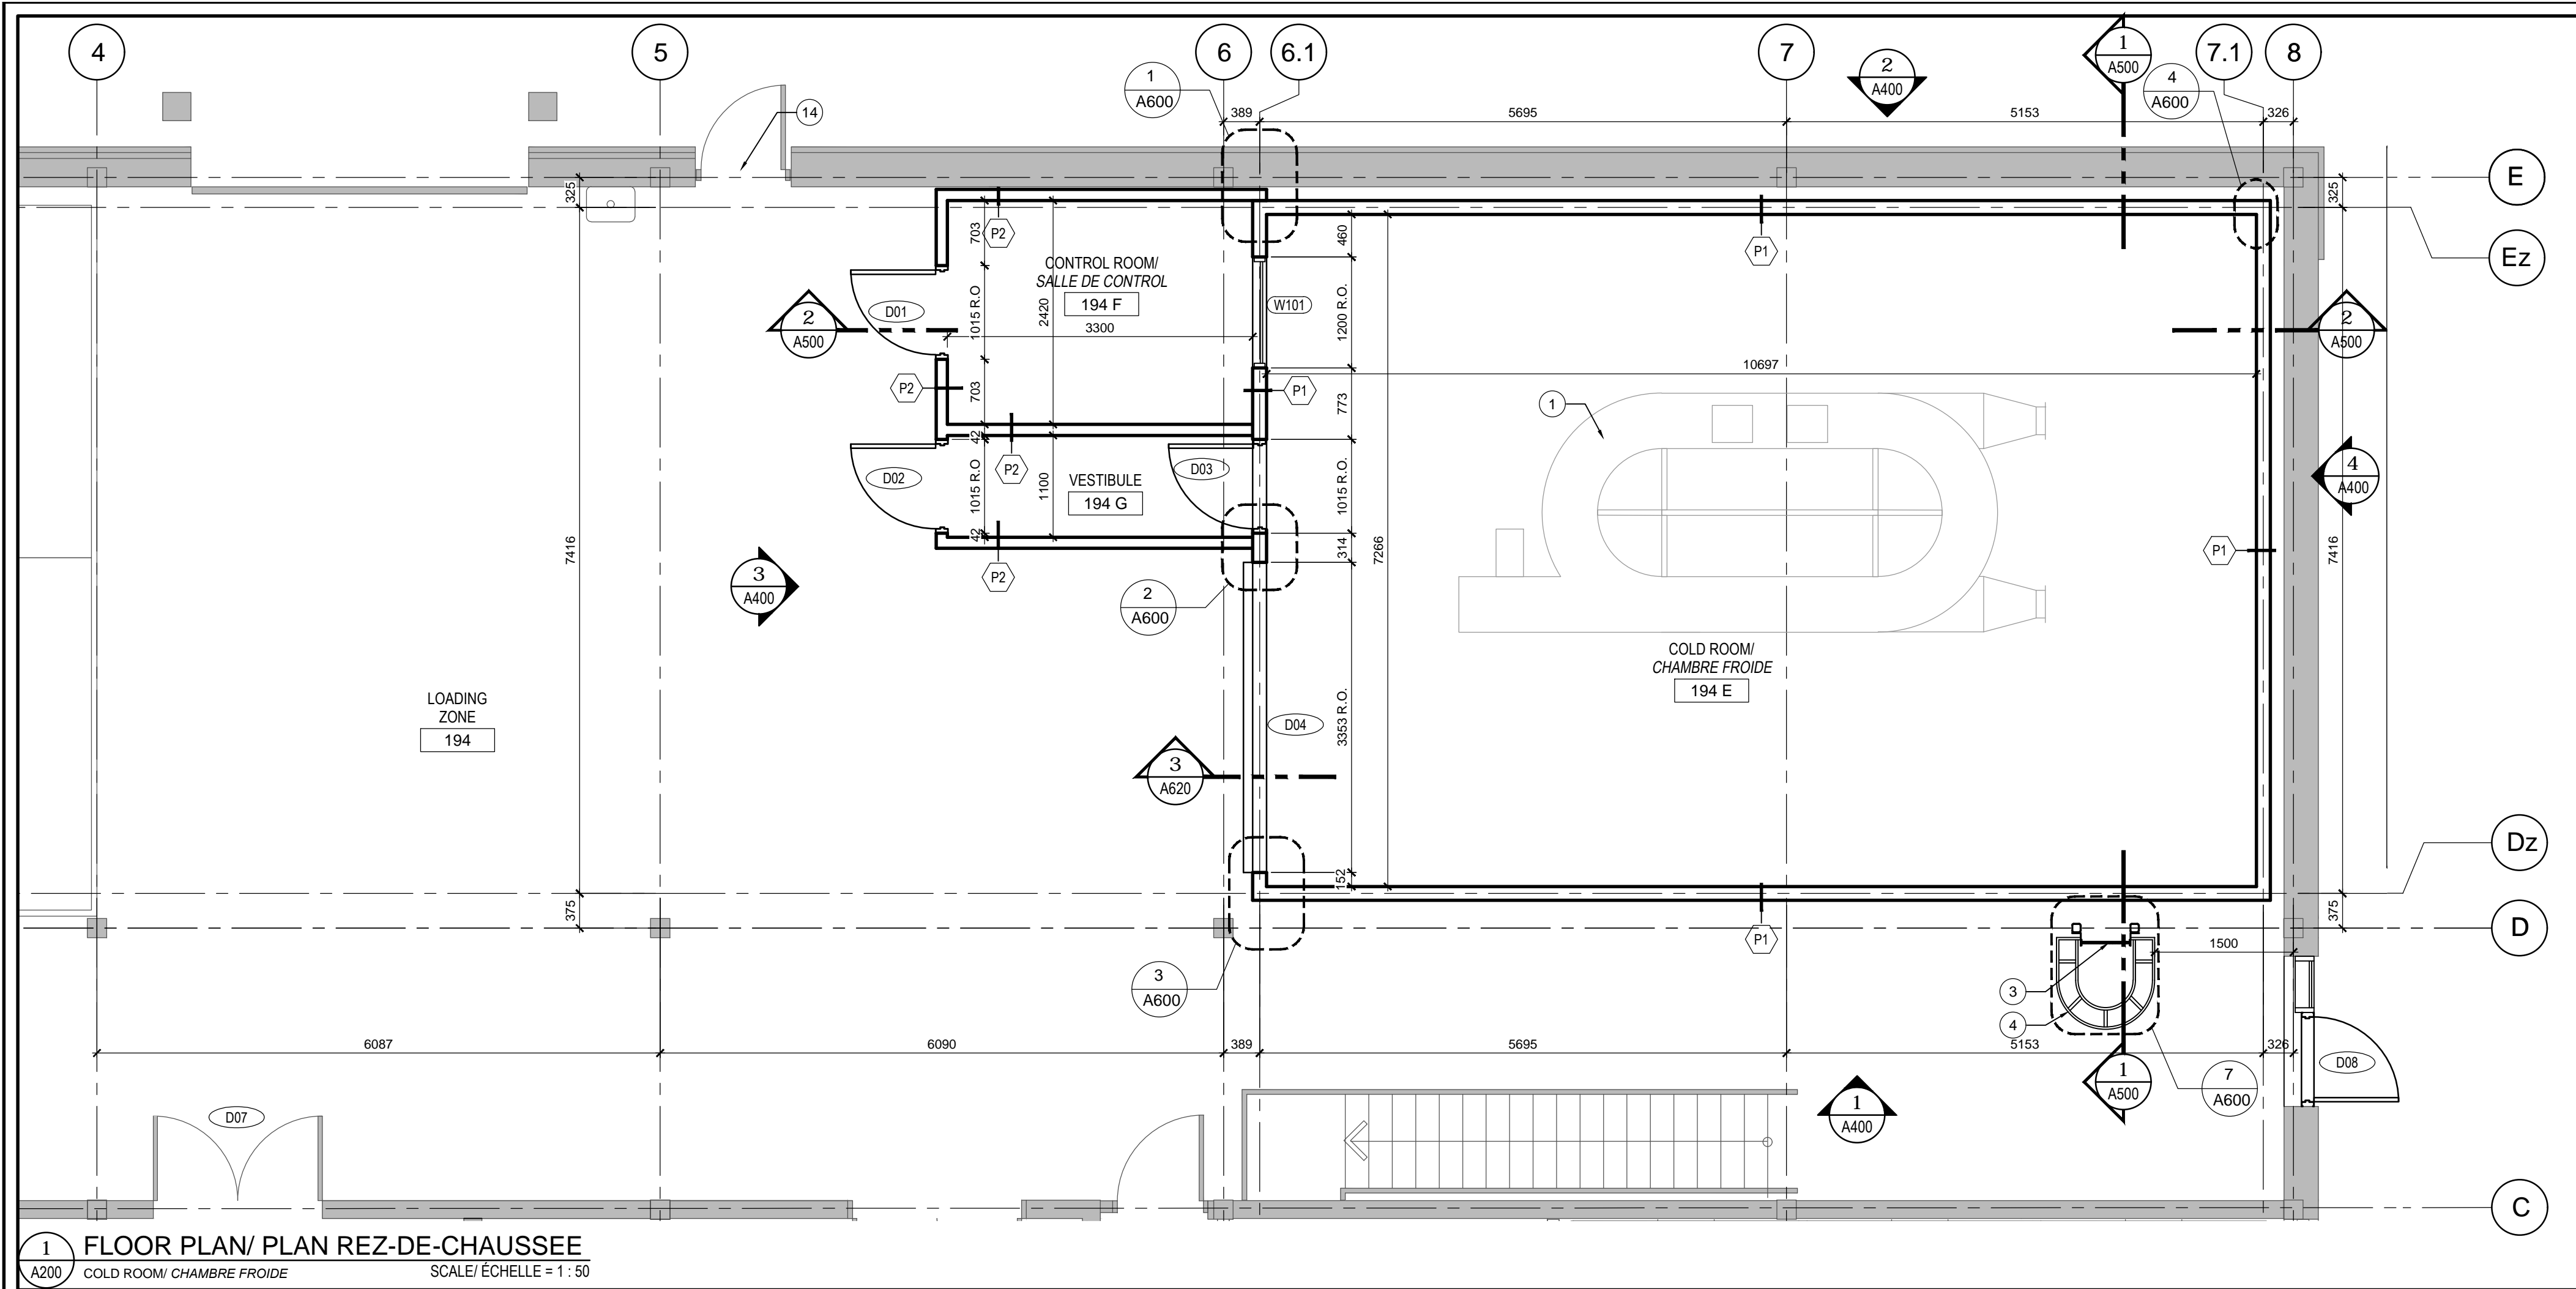 4
5
6
6.1
7
7.1
8
1
A500
2
A400
1
A600
4
A600
389
5695
5153
326
14
E
325
325
Ez
P2
703
460
P1
CONTROL ROOM/
SALLE DE CONTROL
194 F
D01
1015 R.O
2420
3300
W101
1200 R.O.
2
A500
2
A500
10697
P2
703
P1
773
1
42
D02
1015 R.O
P2
1100
VESTIBULE
194 G
D03
1015 R.O.
4
A400
42
314
7416
7266
P1
7416
3
A400
P2
2
A600
COLD ROOM/
CHAMBRE FROIDE
194 E
LOADING
ZONE
194
D04
3353 R.O.
3
A620
Dz
152
375
375
D
P1
1500
3
A600
3
4
6087
6090
389
5695
5153
326
D08
D07
1
A400
1
A500
7
A600
C
1
A200
FLOOR PLAN/ PLAN REZ-DE-CHAUSSEE
COLD ROOM/ CHAMBRE FROIDE
SCALE/ ÉCHELLE = 1 : 50